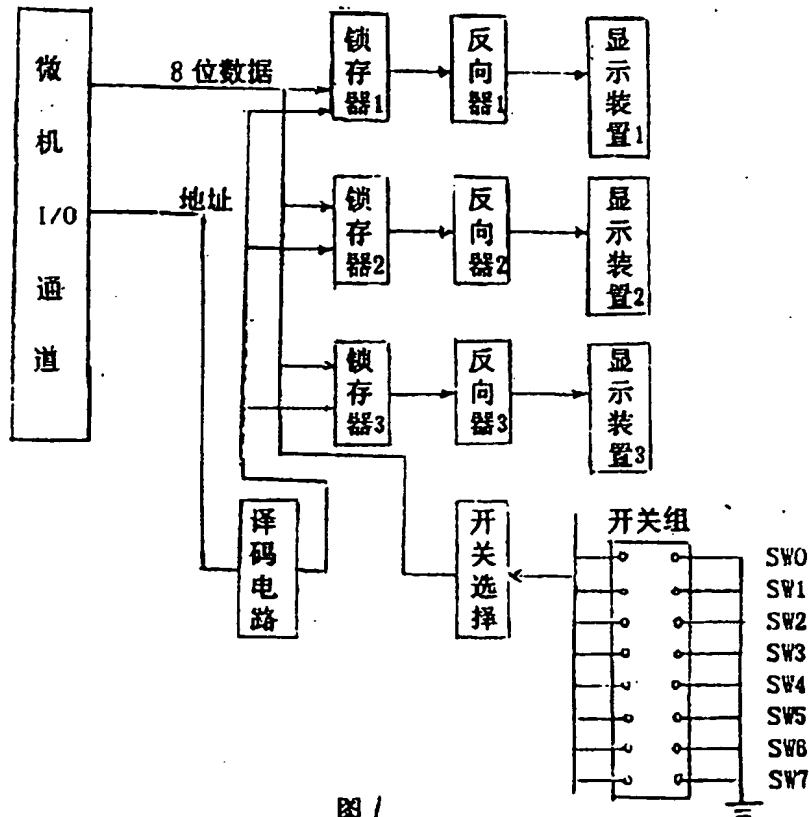 微机I/O通道
8位数据
地址
锁存器1
反向器1
显示装置1
锁存器2
反向器2
显示装置2
锁存器3
反向器3
显示装置3
译码电路
开关选择
开关组
SW0
SW1
SW2
SW3
SW4
SW5
SW6
SW7
图1